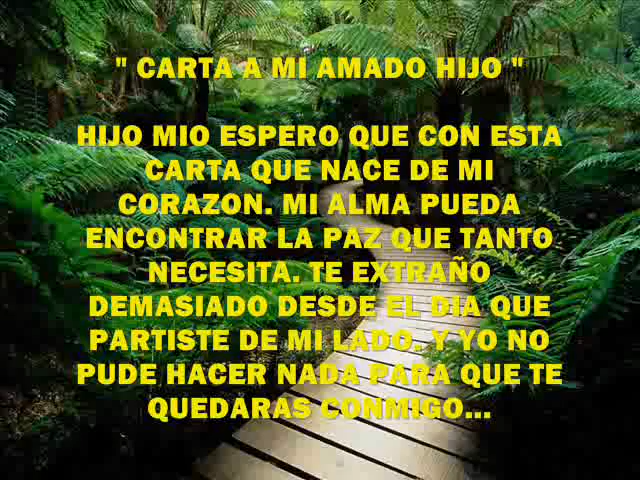 " CARTA A MI AMADO HIJO "
HIJO MIO ESPERO QUE CON ESTA
CARTA QUE NACE DE MI
CORAZON. MI ALMA PUEDA
ENCONTRAR LA PAZ QUE TANTO
NECESITA. TE EXTRAÑO
DEMASIADO DESDE EL DIA QUE
PARTISTE DE MI LADO. Y YO NO
PUDE HACER NADA PARA QUE TE
QUEDARAS CONMIGO...